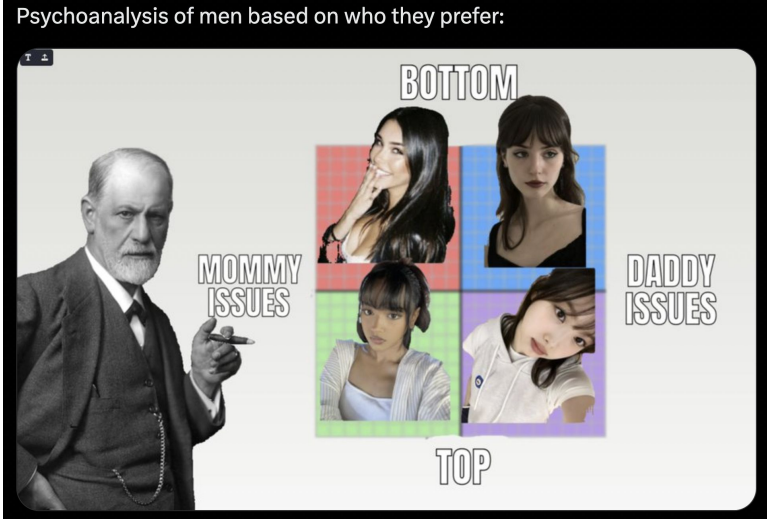 Psychoanalysis of men based on who they prefer:
T
BOTTOM
MOMMY
ISSUES
DADDY
ISSUES
TOP